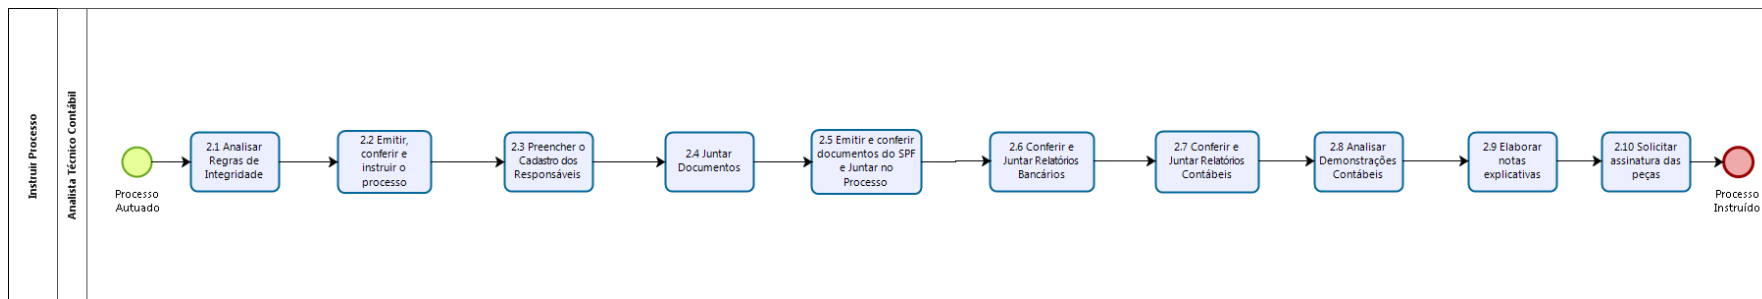 Instruir Processo
Analista Técnico Contábil
Processo
Autuado
2.1 Analisar
Regras de
Integridade
2.2 Emitir,
conferir e
instruir o
processo
2.3 Preencher o
Cadastro dos
Responsáveis
2.4 Juntar
Documentos
2.5 Emitir e conferir
documentos do SPF
e Juntar no
Processo
2.6 Conferir e
Juntar Relatórios
Bancários
2.7 Conferir e
Juntar Relatórios
Contábeis
2.8 Analisar
Demonstrações
Contábeis
2.9 Elaborar
notas
explicativas
2.10 Solicitar
assinatura das
peças
Processo
Instruído